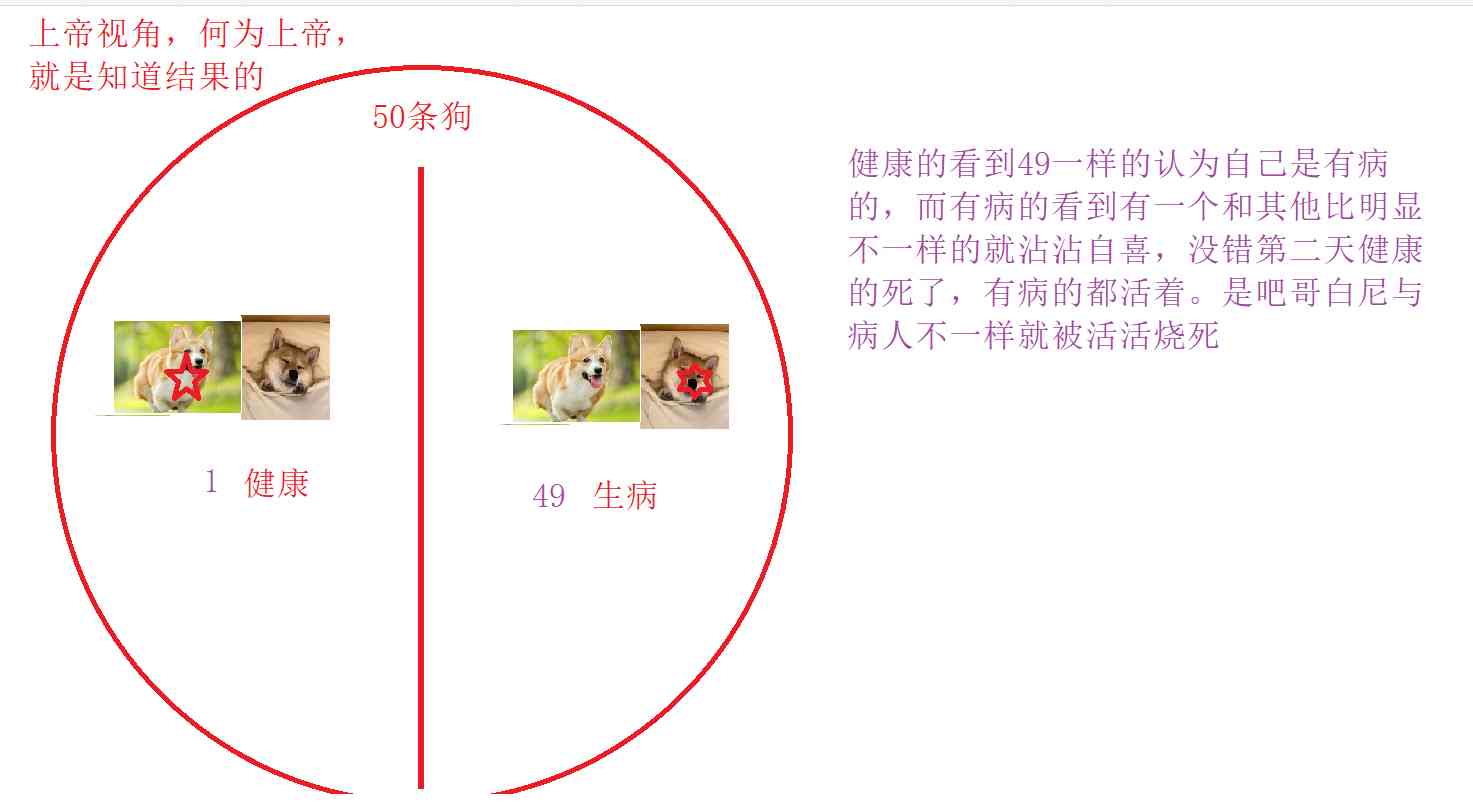 上帝视角，何为上帝，
就是知道结果的
50条狗
健康的看到49一样的认为自己是有病
的，而有病的看到有一个和其他比明显
不一样的就沾沾自喜，没错第二天健康
的死了，有病的都活着。是吧哥白尼与
病人不一样就被活活烧死
1 健康
49 生病